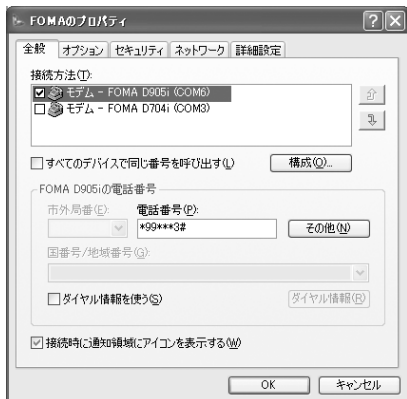 FOMAのプロパティ
全般 オプション セキュリティ ネットワーク 詳細設定
接続方法(T):
モデム - FOMA D905i (COM6)
モデム - FOMA D704i (COM3)
すべてのデバイスで同じ番号を呼び出す(L) 構成(O)...
FOMA D905iの電話番号
市外局番(E): 電話番号(P):
*99***3# その他(N)
国番号/地域番号(G):
ダイヤル情報を使う(S) ダイヤル情報(R)
接続時に通知領域にアイコンを表示する(W)
OK キャンセル